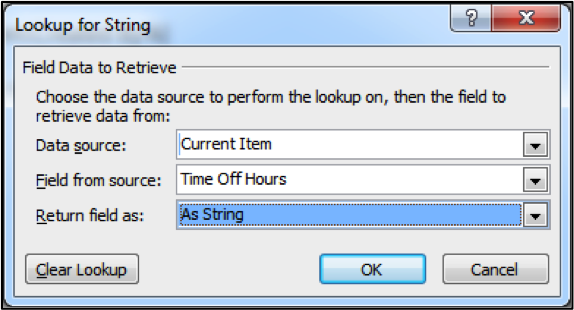 Lookup for String
?
Field Data to Retrieve
Choose the data source to perform the lookup on, then the field to
retrieve data from:
Data source: Current Item
Field from source: Time Off Hours
Return field as: As String
Clear Lookup OK Cancel